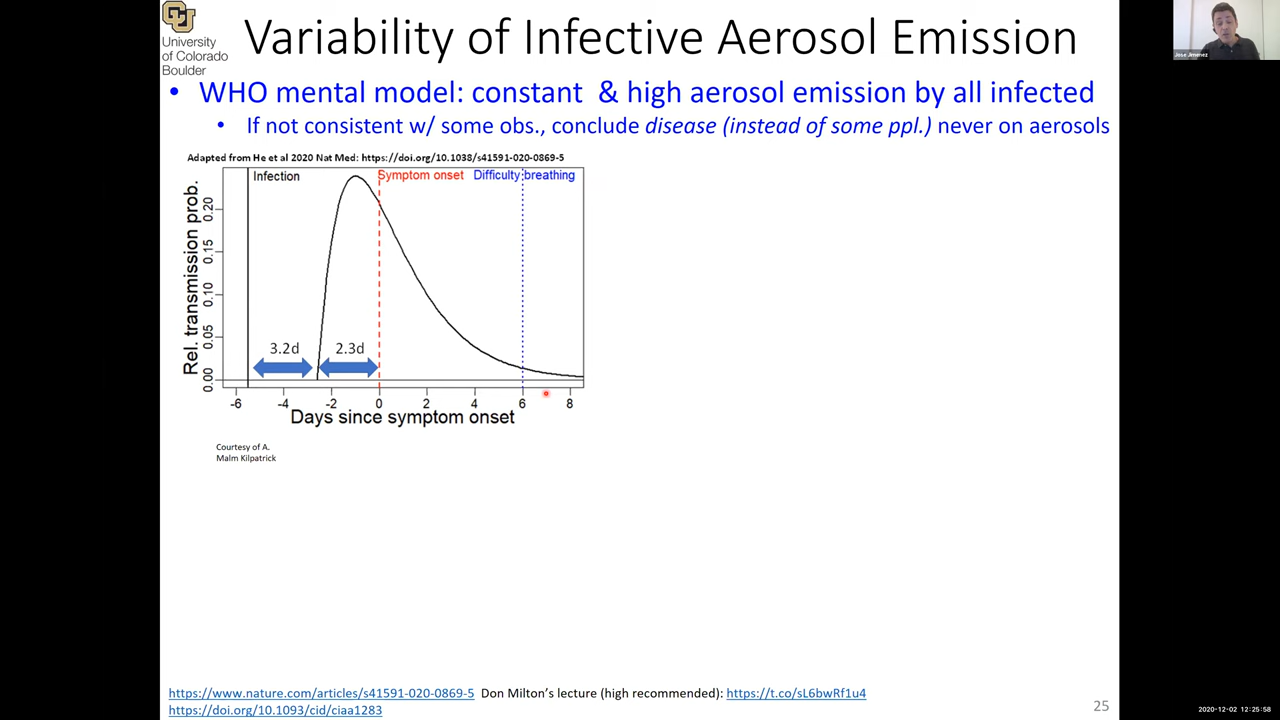 University
of Colorado
Boulder
Variability of Infective Aerosol Emission
Jose Jimenez
• WHO mental model: constant & high aerosol emission by all infected
• If not consistent w/ some obs., conclude disease (instead of some ppl.) never on aerosols
Adapted from He et al 2020 Nat Med: https://doi.org/10.1038/s41591-020-0869-5
Infection
Symptom onset
Difficulty breathing
Rel. transmission prob.
0.20
0.15
0.10
0.05
0.00
3.2d
2.3d
-6 -4 -2 0 2 4 6 8
Days since symptom onset
Courtesy of A.
Malm Kilpatrick
https://www.nature.com/articles/s41591-020-0869-5 Don Milton's lecture (high recommended): https://t.co/sL6bwRf1u4
https://doi.org/10.1093/cid/ciaa1283
25
2020-12-02 12:25:58